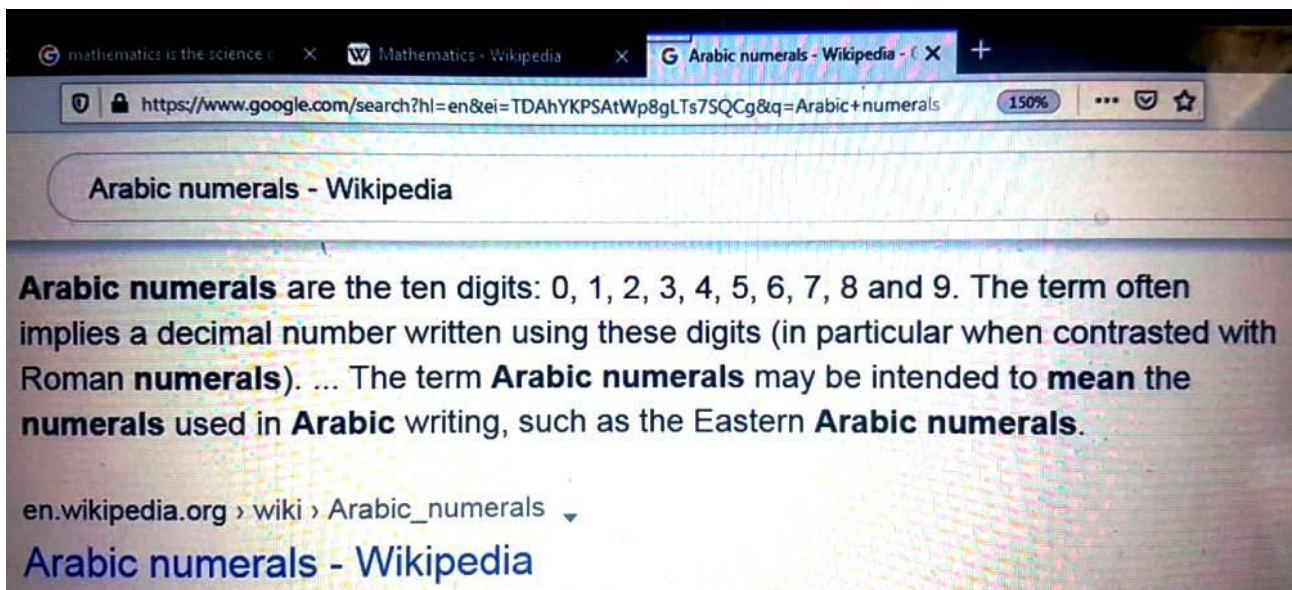 mathematics is the science
Mathematics - Wikipedia
Arabic numerals - Wikipedia -
https://www.google.com/search?hl=en&ei=TDAhYKPSAtWp8gLTs7SQCg&q=Arabic+numerals
150%
Arabic numerals - Wikipedia
Arabic numerals are the ten digits: 0, 1, 2, 3, 4, 5, 6, 7, 8 and 9. The term often
implies a decimal number written using these digits (in particular when contrasted with
Roman numerals). ... The term Arabic numerals may be intended to mean the
numerals used in Arabic writing, such as the Eastern Arabic numerals.
en.wikipedia.org › wiki › Arabic_numerals
Arabic numerals - Wikipedia